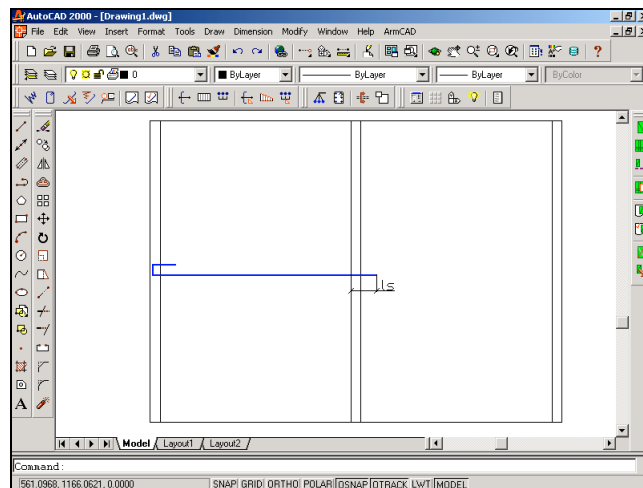 AutoCAD 2000 - [Drawing1.dwg]
File Edit View Insert Format Tools Draw Dimension Modify Window Help ArmCAD
0 ByLayer ByLayer ByLayer ByColor
ls
A
Model Layout1 Layout2
Command:
561.0968, 1166.0621, 0.0000 SNAP GRID ORTHO POLAR OSNAP OTRACK LWT MODEL